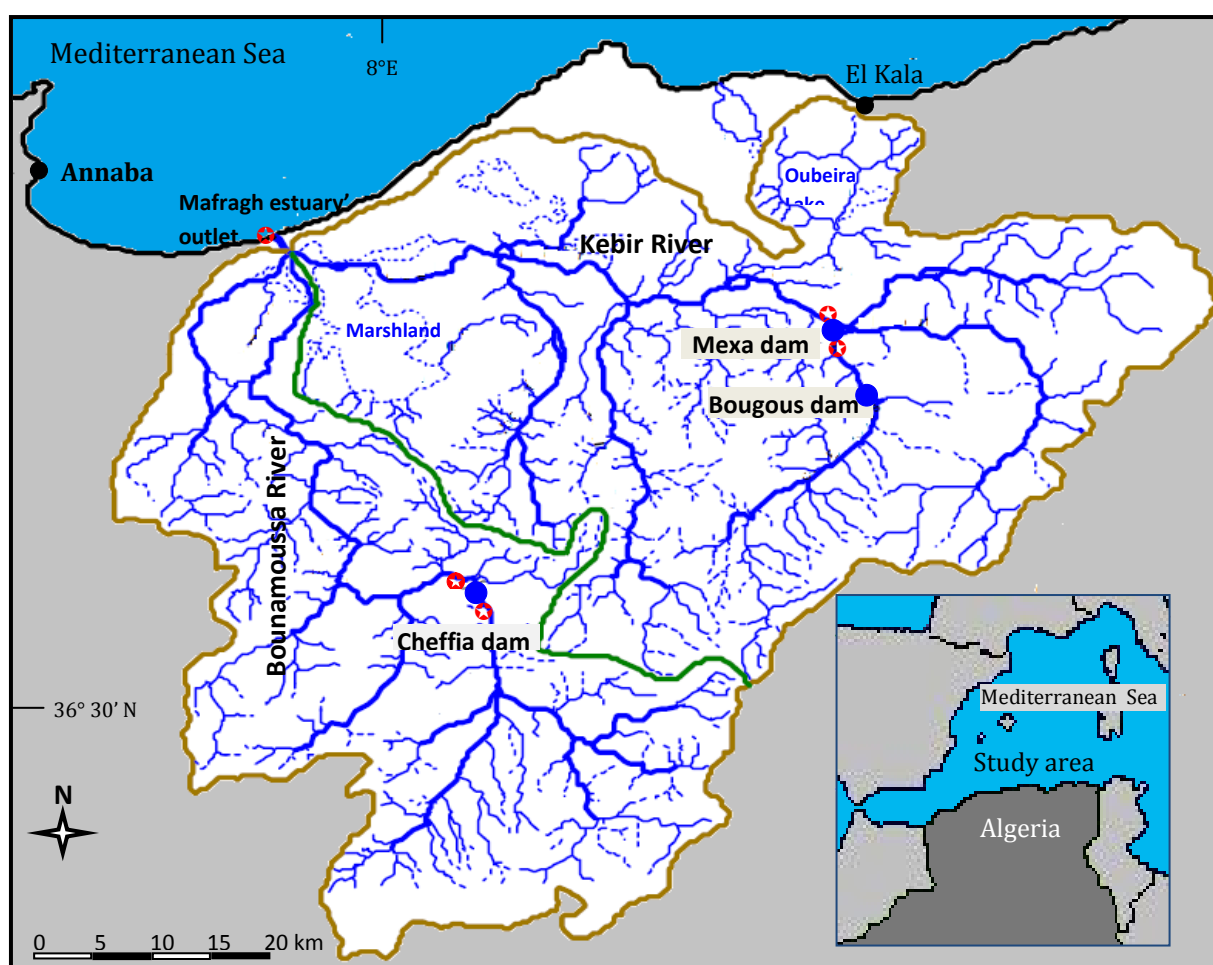 Mediterranean Sea
8°E
El Kala
Annaba
Oubeira
Lake
Mafragh estuary'
outlet
Kebir River
Marshland
Mexa dam
Bougous dam
Bounamoussa River
Cheffia dam
36° 30' N
Mediterranean Sea
Study area
Algeria
N
0 5 10 15 20 km